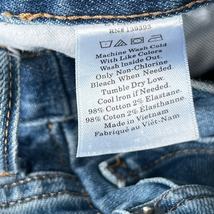 RN# 139393
Machine Wash Cold
With Like Colors
Wash Inside Out.
Only Non-Chlorine
Bleach When Needed.
Tumble Dry Low.
Cool iron if Needed.
98% Cotton 2% Elastane.
98% Coton 2% Élasthanne.
Made in Vietnam
Fabriqué au Viêt-Nam